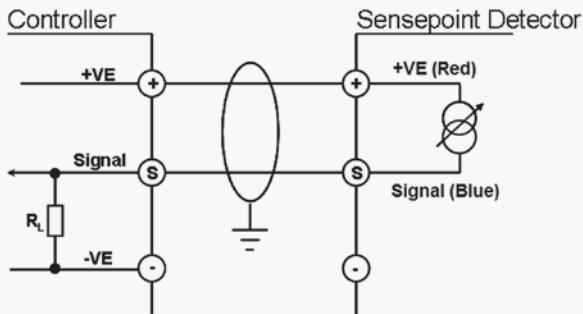 Controller
Sensepoint Detector
+VE
+
+
+VE (Red)
Signal
S
S
Signal (Blue)
RL
-VE
-
-